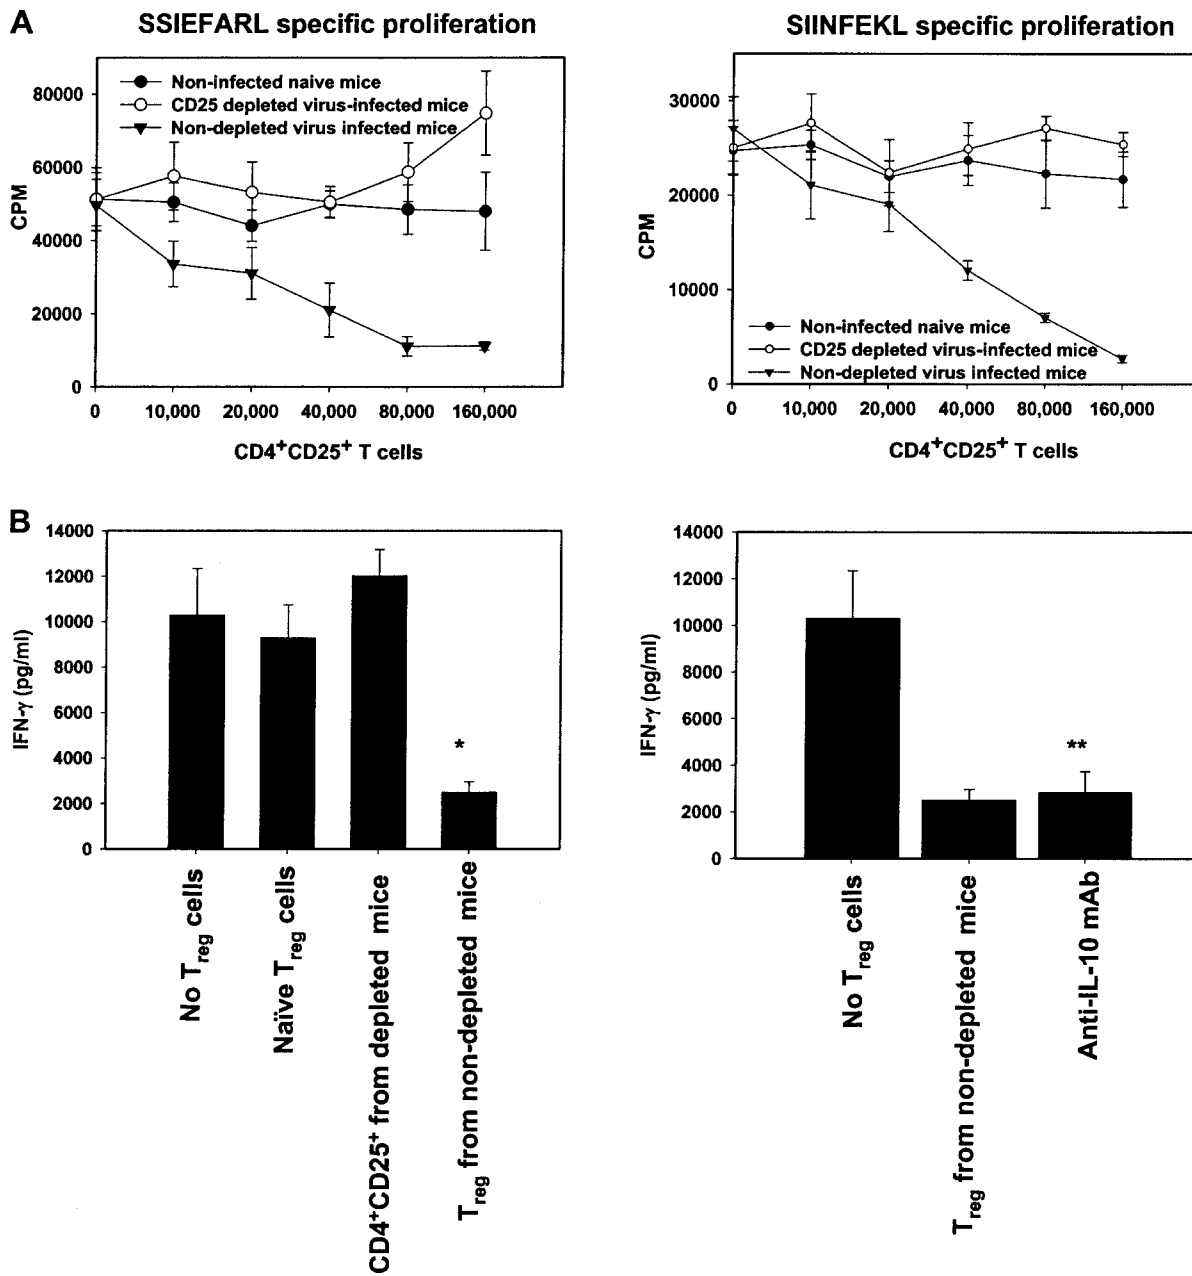 A
SSIEFARL specific proliferation
Non-infected naive mice
CD25 depleted virus-infected mice
Non-depleted virus infected mice
CPM
80000
60000
40000
20000
0
0 10,000 20,000 40,000 80,000 160,000
CD4+CD25+ T cells
SIINFEKL specific proliferation
CPM
30000
20000
10000
0
Non-infected naive mice
CD25 depleted virus-infected mice
Non-depleted virus infected mice
0 10,000 20,000 40,000 80,000 160,000
CD4+CD25+ T cells
B
IFN-γ (pg/ml)
14000
12000
10000
8000
6000
4000
2000
0
*
No Treg cells
Naïve Treg cells
CD4+CD25+ from depleted mice
Treg from non-depleted mice
IFN-γ (pg/ml)
14000
12000
10000
8000
6000
4000
2000
0
**
No Treg cells
Treg from non-depleted mice
Anti-IL-10 mAb